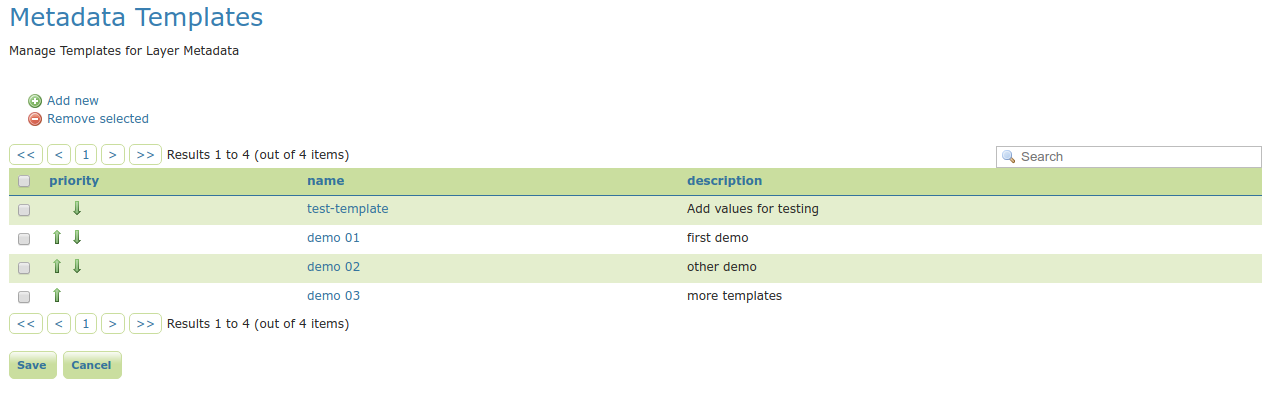 Metadata Templates
Manage Templates for Layer Metadata
Add new
Remove selected
<< < 1 > >> Results 1 to 4 (out of 4 items) Search
priority name description
test-template Add values for testing
demo 01 first demo
demo 02 other demo
demo 03 more templates
<< < 1 > >> Results 1 to 4 (out of 4 items)
Save Cancel